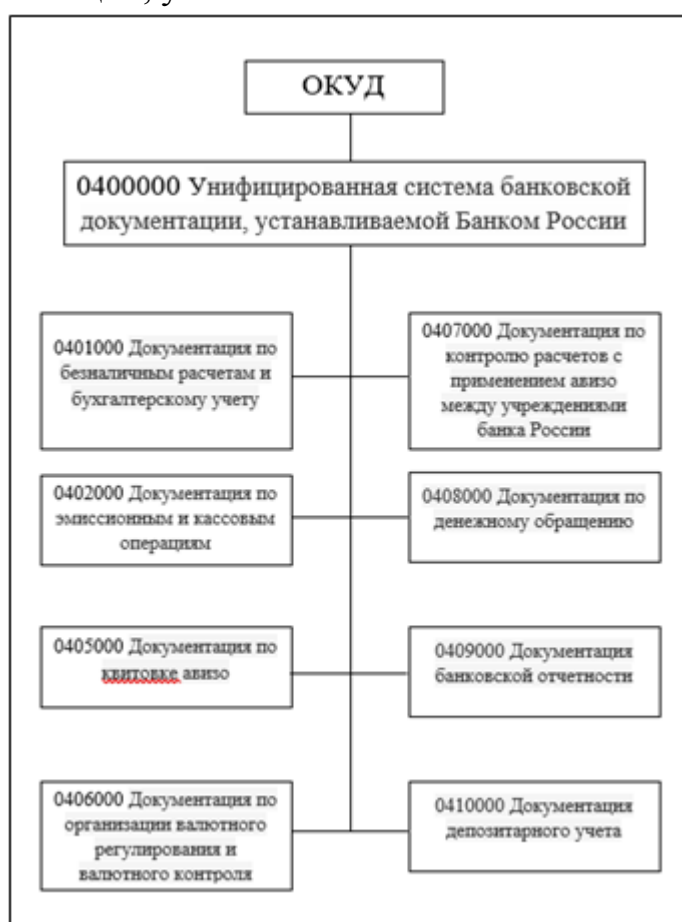 ОКУД
0400000 Унифицированная система банковской
документации, устанавливаемой Банком России
0401000 Документация по
безналичным расчетам и
бухгалтерскому учету
0402000 Документация по
эмиссионным и кассовым
операциям
0405000 Документация по
квитовке авизо
0406000 Документация по
организации валютного
регулирования и
валютного контроля
0407000 Документация по
контролю расчетов с
применением авизо
между учреждениями
банка России
0408000 Документация по
денежному обращению
0409000 Документация
банковской отчетности
0410000 Документация
депозитарного учета